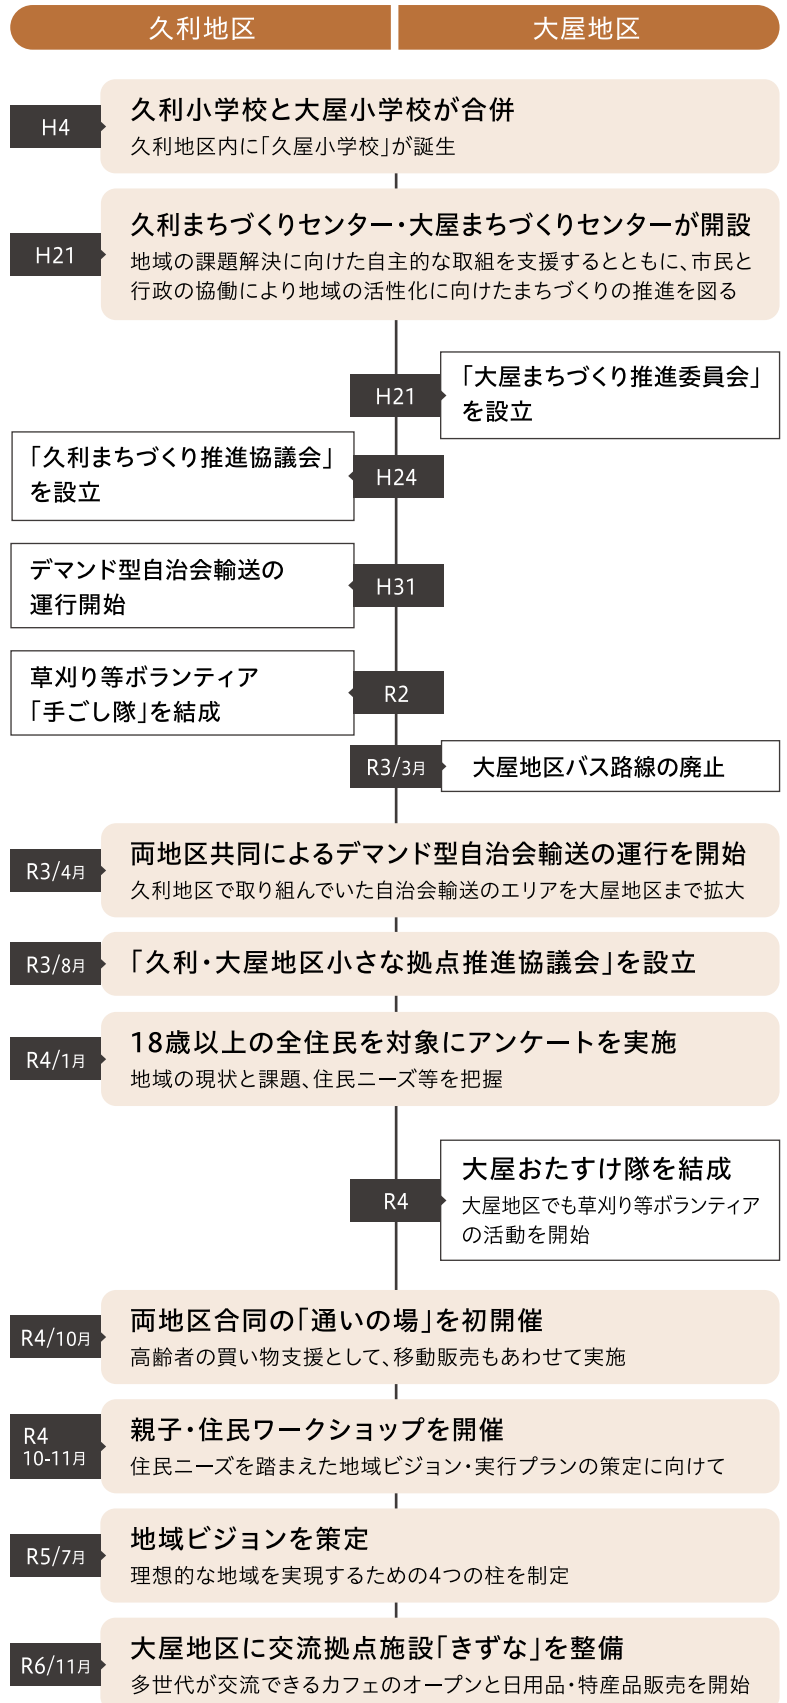 久利地区
大屋地区
H4
久利小学校と大屋小学校が合併
久利地区内に「久屋小学校」が誕生
H21
久利まちづくりセンター・大屋まちづくりセンターが開設
地域の課題解決に向けた自主的な取組を支援するとともに、市民と
行政の協働により地域の活性化に向けたまちづくりの推進を図る
H21
「大屋まちづくり推進委員会」
を設立
「久利まちづくり推進協議会」
を設立
H24
デマンド型自治会輸送の
運行開始
H31
草刈り等ボランティア
「手ごし隊」を結成
R2
R3/3月
大屋地区バス路線の廃止
R3/4月
両地区共同によるデマンド型自治会輸送の運行を開始
久利地区で取り組んでいた自治会輸送のエリアを大屋地区まで拡大
R3/8月
「久利・大屋地区小さな拠点推進協議会」を設立
R4/1月
18歳以上の全住民を対象にアンケートを実施
地域の現状と課題、住民ニーズ等を把握
R4
大屋おたすけ隊を結成
大屋地区でも草刈り等ボランティア
の活動を開始
R4/10月
両地区合同の「通いの場」を初開催
高齢者の買い物支援として、移動販売もあわせて実施
R4
10-11月
親子・住民ワークショップを開催
住民ニーズを踏まえた地域ビジョン・実行プランの策定に向けて
R5/7月
地域ビジョンを策定
理想的な地域を実現するための4つの柱を制定
R6/11月
大屋地区に交流拠点施設「きずな」を整備
多世代が交流できるカフェのオープンと日用品・特産品販売を開始